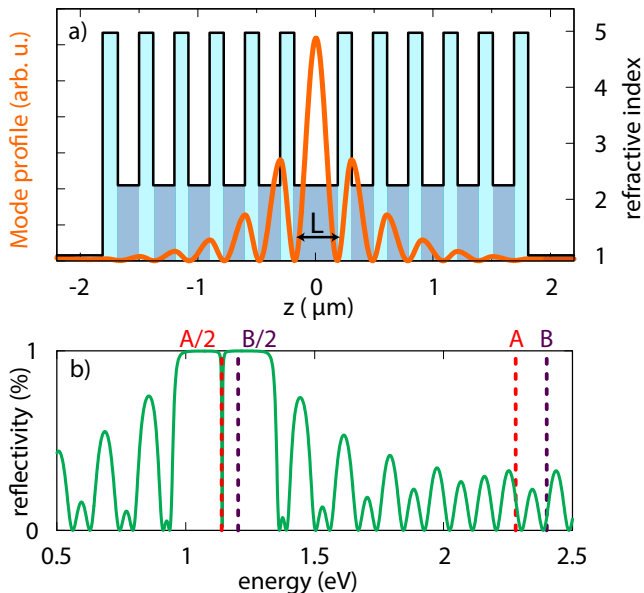 a)
Mode profile (arb. u.)
5
4
3
2
1
refractive index
L
-2 -1 0 1 2
z ( μm)
A/2 B/2 A B
b)
1
0
reflectivity (%)
0.5 1 1.5 2 2.5
energy (eV)